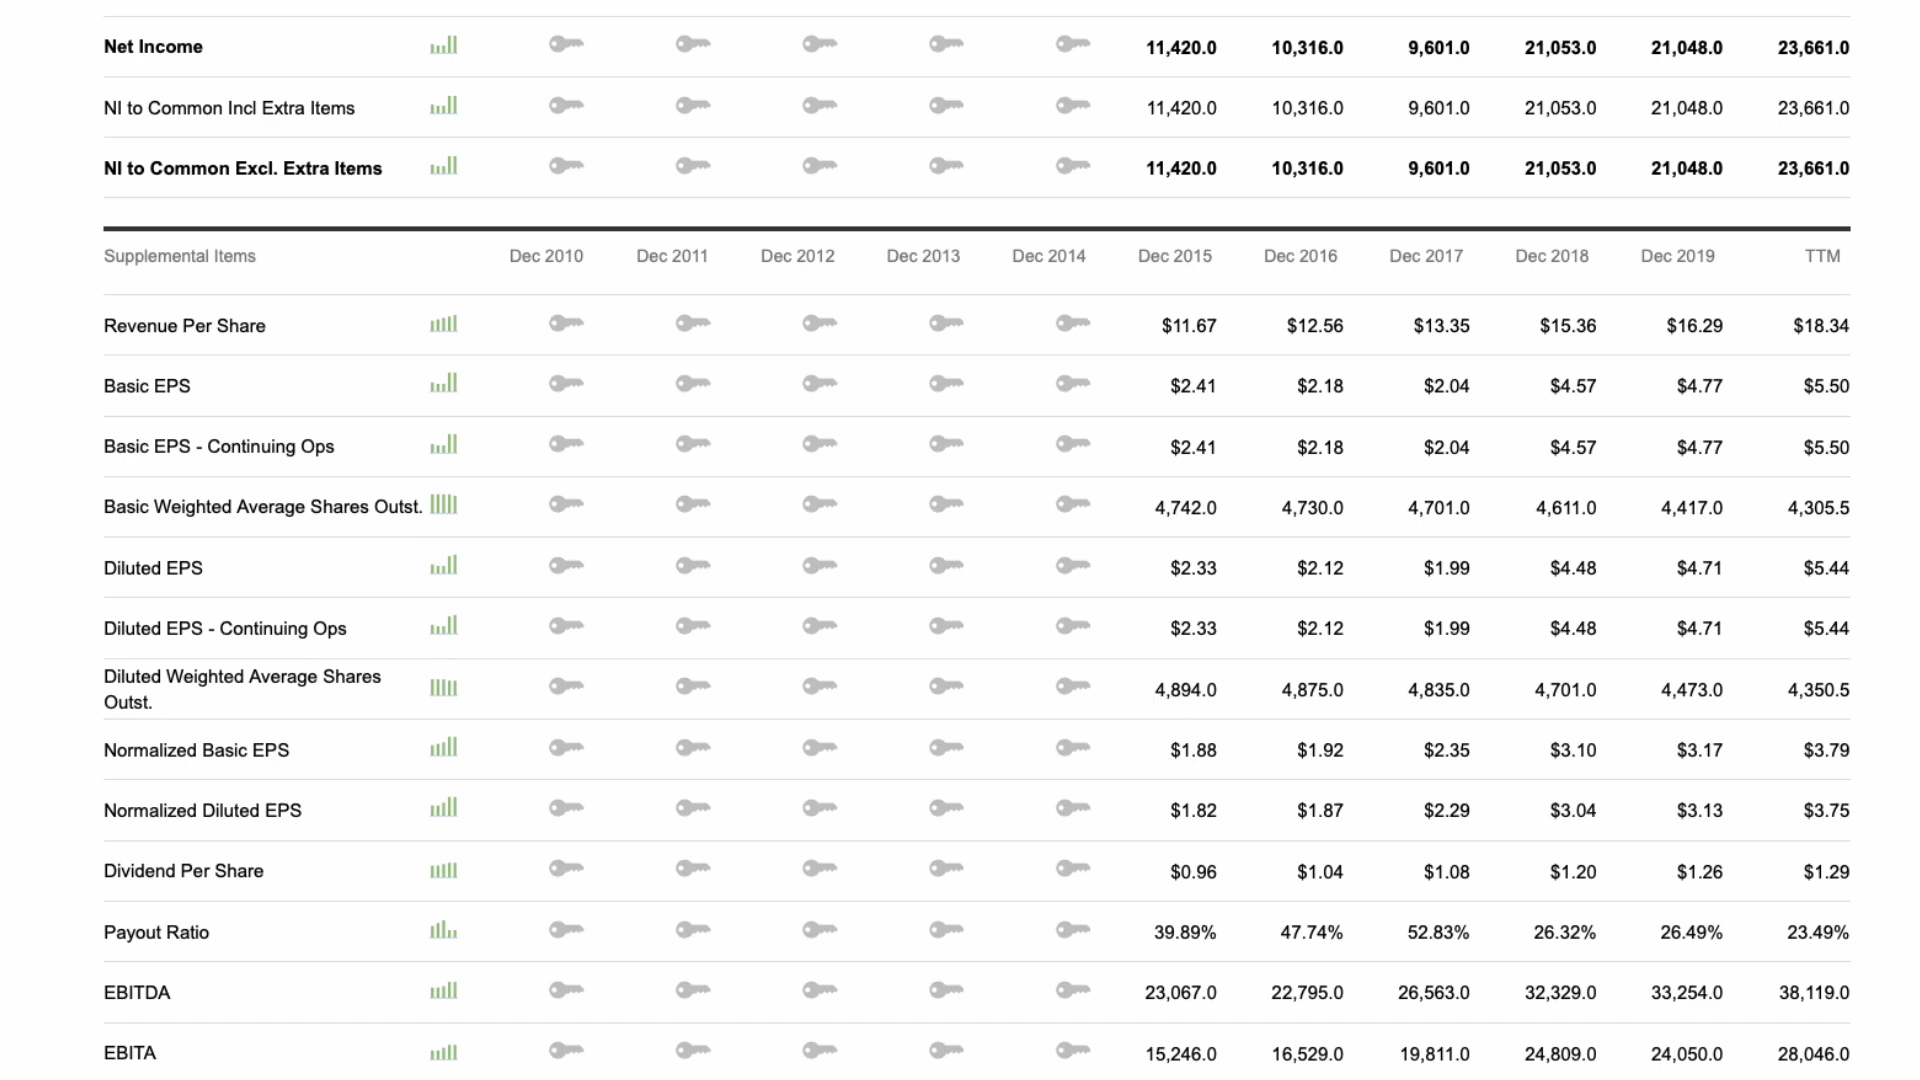 Net Income 11,420.0 10,316.0 9,601.0 21,053.0 21,048.0 23,661.0
NI to Common Incl Extra Items 11,420.0 10,316.0 9,601.0 21,053.0 21,048.0 23,661.0
NI to Common Excl. Extra Items 11,420.0 10,316.0 9,601.0 21,053.0 21,048.0 23,661.0
Supplemental Items Dec 2010 Dec 2011 Dec 2012 Dec 2013 Dec 2014 Dec 2015 Dec 2016 Dec 2017 Dec 2018 Dec 2019 TTM
Revenue Per Share $11.67 $12.56 $13.35 $15.36 $16.29 $18.34
Basic EPS $2.41 $2.18 $2.04 $4.57 $4.77 $5.50
Basic EPS - Continuing Ops $2.41 $2.18 $2.04 $4.57 $4.77 $5.50
Basic Weighted Average Shares Outst. 4,742.0 4,730.0 4,701.0 4,611.0 4,417.0 4,305.5
Diluted EPS $2.33 $2.12 $1.99 $4.48 $4.71 $5.44
Diluted EPS - Continuing Ops $2.33 $2.12 $1.99 $4.48 $4.71 $5.44
Diluted Weighted Average Shares
Outst. 4,894.0 4,875.0 4,835.0 4,701.0 4,473.0 4,350.5
Normalized Basic EPS $1.88 $1.92 $2.35 $3.10 $3.17 $3.79
Normalized Diluted EPS $1.82 $1.87 $2.29 $3.04 $3.13 $3.75
Dividend Per Share $0.96 $1.04 $1.08 $1.20 $1.26 $1.29
Payout Ratio 39.89% 47.74% 52.83% 26.32% 26.49% 23.49%
EBITDA 23,067.0 22,795.0 26,563.0 32,329.0 33,254.0 38,119.0
EBITA 15,246.0 16,529.0 19,811.0 24,809.0 24,050.0 28,046.0